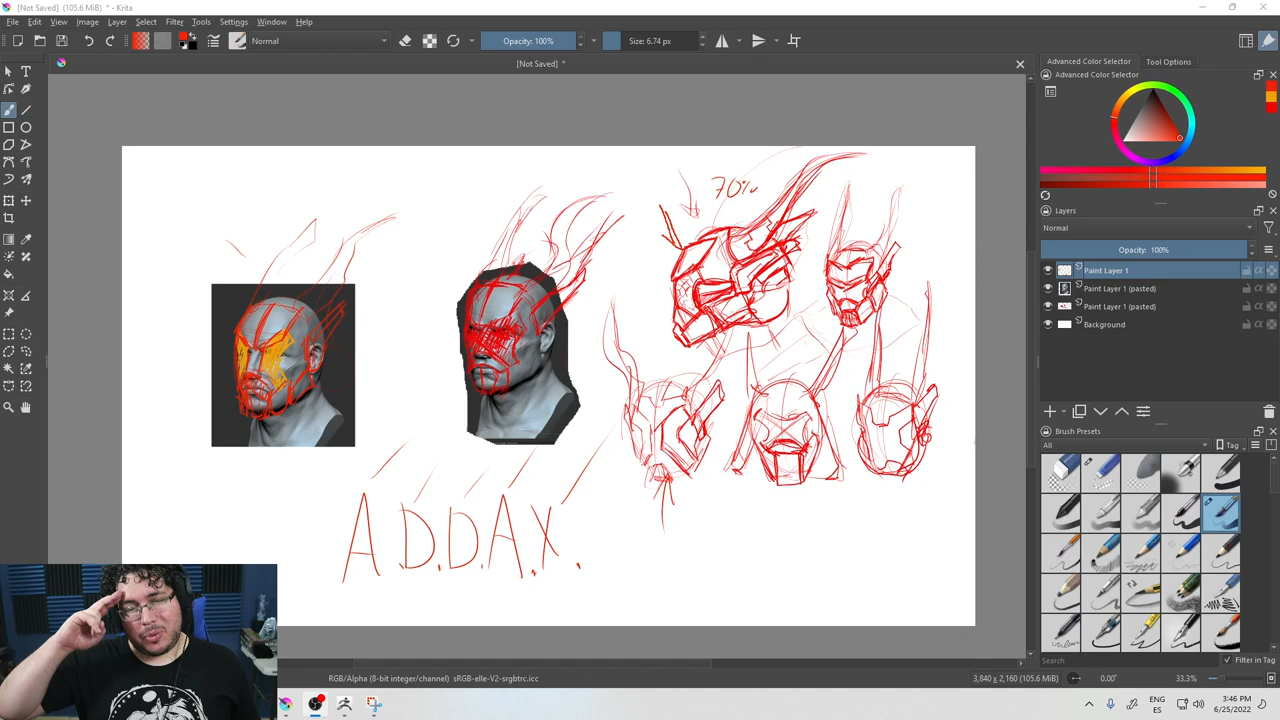 [Not Saved] (105.6 MiB) * - Krita
File Edit View Image Layer Select Filter Tools Settings Window Help
Normal Opacity: 100% Size: 6.74 px
[Not Saved] *
Advanced Color Selector Tool Options
Advanced Color Selector
70%
Layers
Normal
Opacity: 100%
Paint Layer 1
Paint Layer 1 (pasted)
Paint Layer 1 (pasted)
Background
A.D.D.A.X.
Brush Presets
All Tag
Search Filter in Tag
RGB/Alpha (8-bit integer/channel) sRGB-elle-V2-srgbtrc.icc 3,840 x 2,160 (105.6 MiB) 0.00° 33.3%
ENG 3:46 PM
ES 6/25/2022